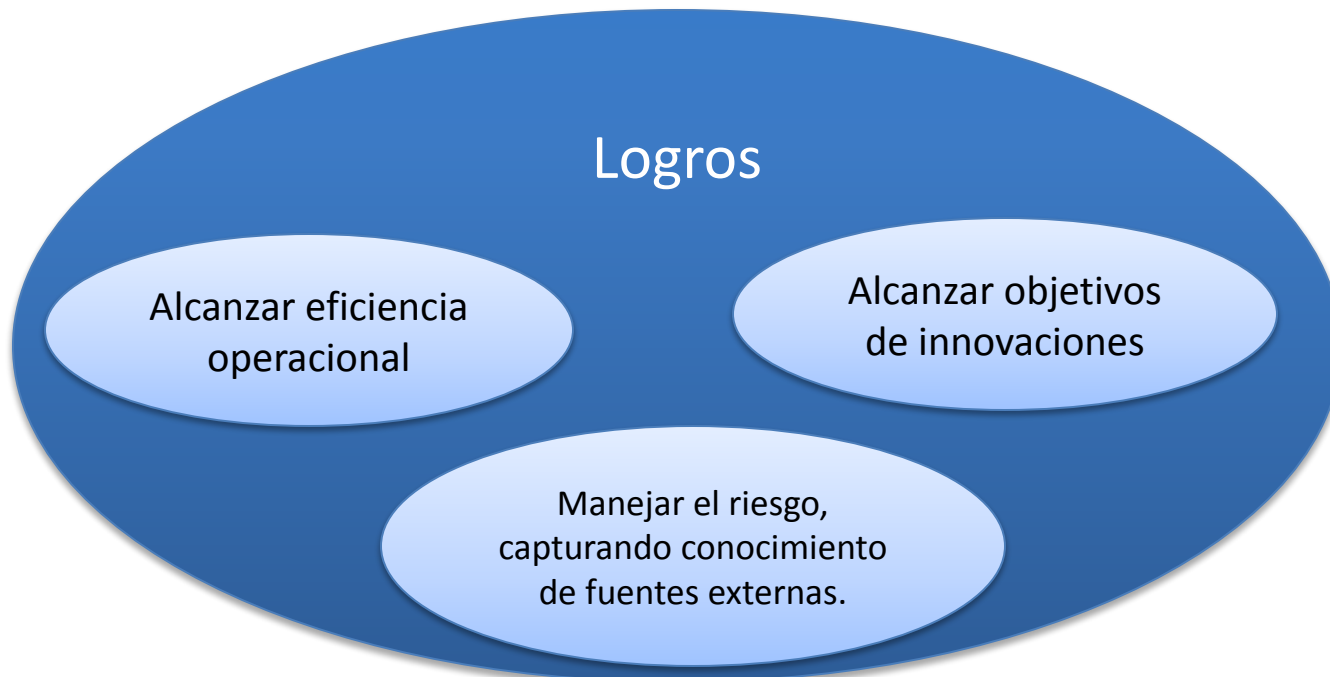 Logros
Alcanzar eficiencia
operacional
Alcanzar objetivos
de innovaciones
Manejar el riesgo,
capturando conocimiento
de fuentes externas.